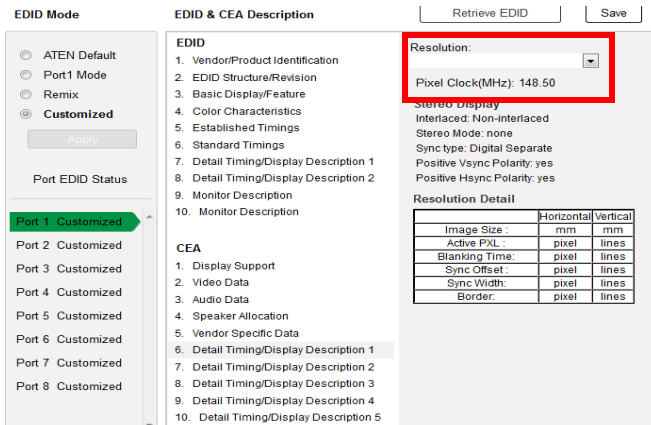 EDID Mode
ATEN Default
Port1 Mode
Remix
Customized
Apply
Port EDID Status
Port 1 Customized
Port 2 Customized
Port 3 Customized
Port 4 Customized
Port 5 Customized
Port 6 Customized
Port 7 Customized
Port 8 Customized
EDID & CEA Description
EDID
1. Vendor/Product Identification
2. EDID Structure/Revision
3. Basic Display/Feature
4. Color Characteristics
5. Established Timings
6. Standard Timings
7. Detail Timing/Display Description 1
8. Detail Timing/Display Description 2
9. Monitor Description
10. Monitor Description
CEA
1. Display Support
2. Video Data
3. Audio Data
4. Speaker Allocation
5. Vendor Specific Data
6. Detail Timing/Display Description 1
7. Detail Timing/Display Description 2
8. Detail Timing/Display Description 3
9. Detail Timing/Display Description 4
10. Detail Timing/Display Description 5
Retrieve EDID
Save
Resolution:
Pixel Clock(MHz): 148.50
Stereo Display
Interlaced: Non-interlaced
Stereo Mode: none
Sync type: Digital Separate
Positive Vsync Polarity: yes
Positive Hsync Polarity: yes
Resolution Detail
Horizontal Vertical
Image Size : mm mm
Active PXL : pixel lines
Blanking Time: pixel lines
Sync Offset : pixel lines
Sync Width: pixel lines
Border: pixel lines